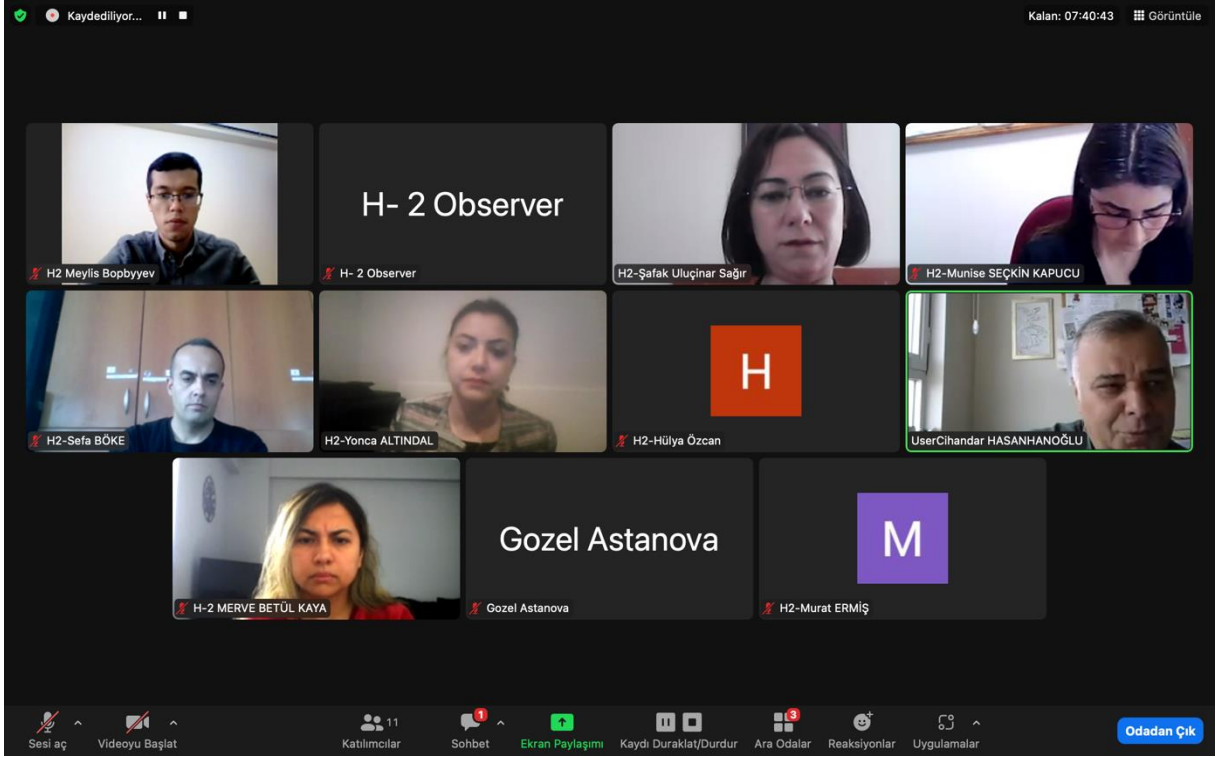 Kaydediliyor...
Kalan: 07:40:43
Görüntüle
H2 Meylis Bopbyyev
H- 2 Observer
H- 2 Observer
H2-Şafak Uluçinar Sağır
H2-Munise SEÇKİN KAPUCU
H2-Sefa BÖKE
H2-Yonca ALTINDAL
H
H2-Hülya Özcan
UserCihandar HASANHANOĞLU
H-2 MERVE BETÜL KAYA
Gozel Astanova
Gozel Astanova
M
H2-Murat ERMİŞ
Sesi aç
Videoyu Başlat
11
Katılımcılar
1
Sohbet
Ekran Paylaşımı
Kaydı Duraklat/Durdur
3
Ara Odalar
Reaksiyonlar
Uygulamalar
Odadan Çık